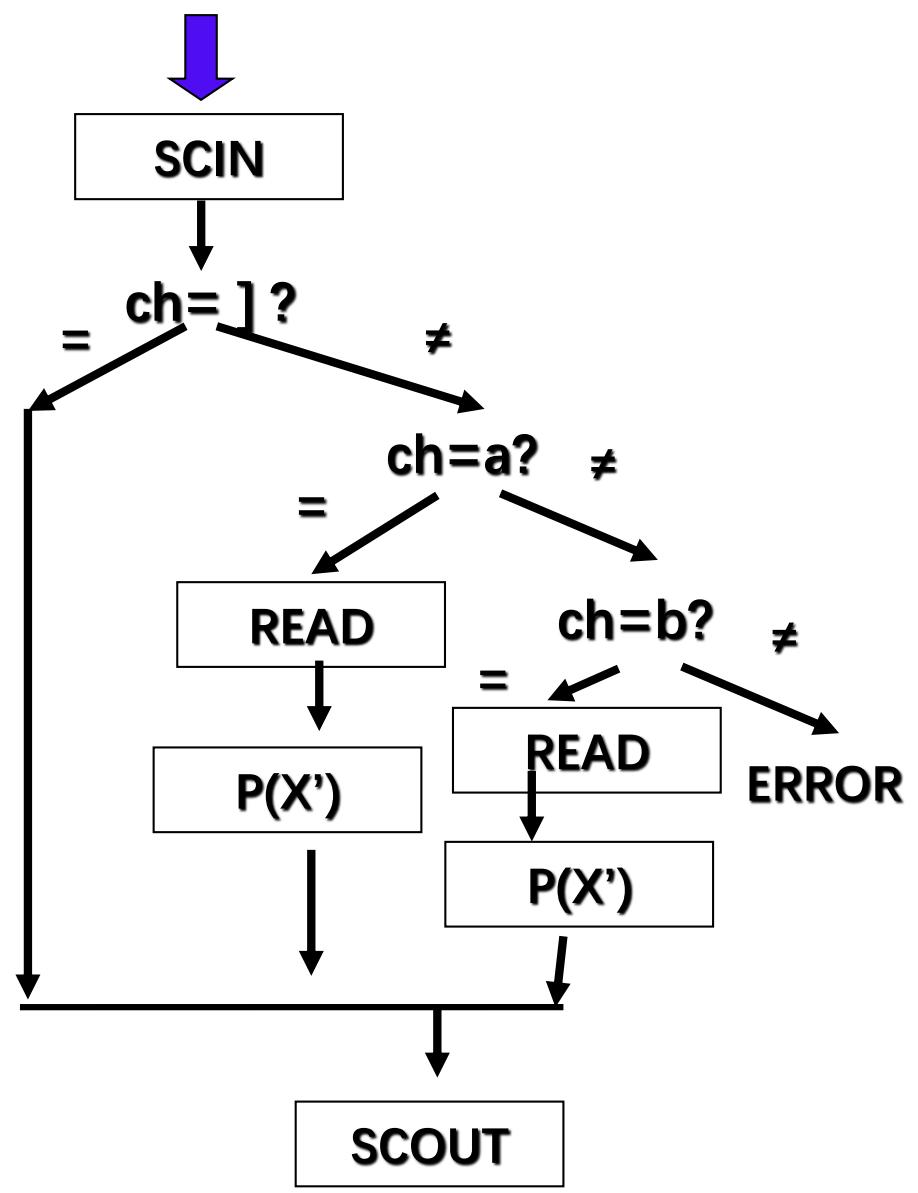 SCIN
ch= ] ?
=
≠
ch=a?
≠
=
READ
ch=b?
≠
=
READ
P(X’)
ERROR
P(X’)
SCOUT